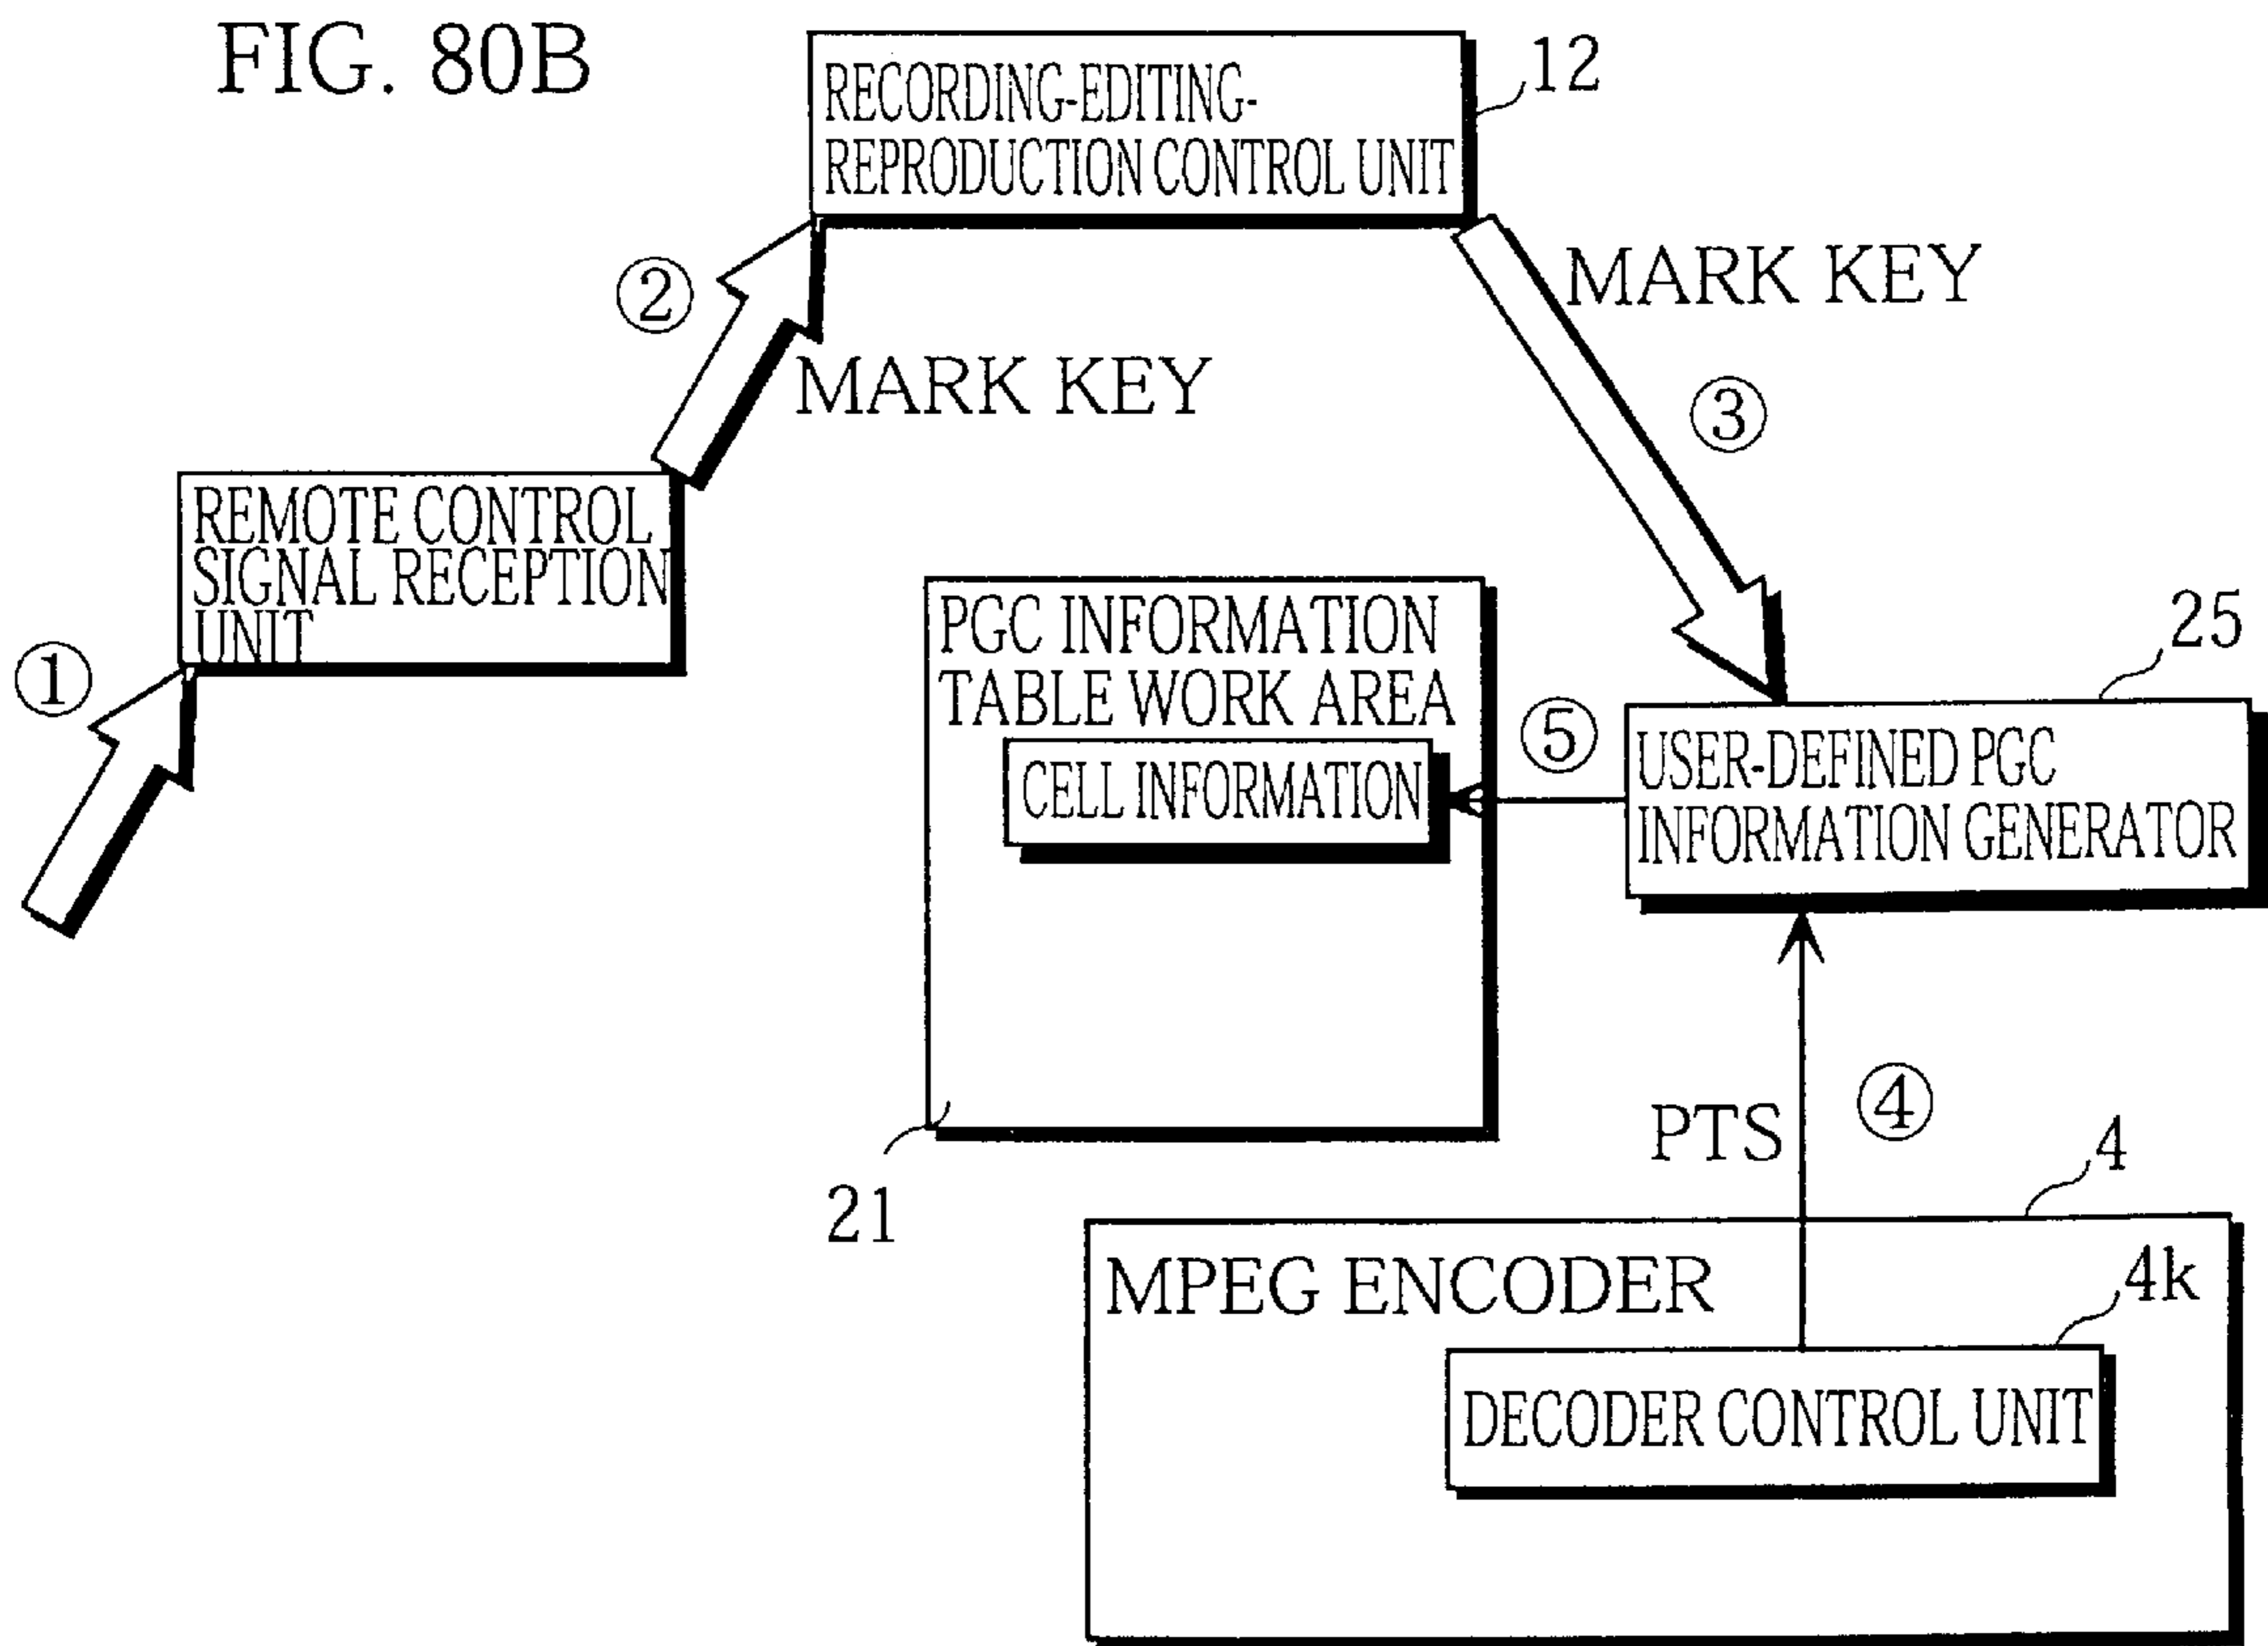 FIG. 80B
RECORDING-EDITING-
REPRODUCTION CONTROL UNIT
12
②
MARK KEY
MARK KEY
③
REMOTE CONTROL
SIGNAL RECEPTION
UNIT
①
PGC INFORMATION
TABLE WORK AREA
CELL INFORMATION
21
⑤
25
USER-DEFINED PGC
INFORMATION GENERATOR
PTS
④
4
MPEG ENCODER
4k
DECODER CONTROL UNIT